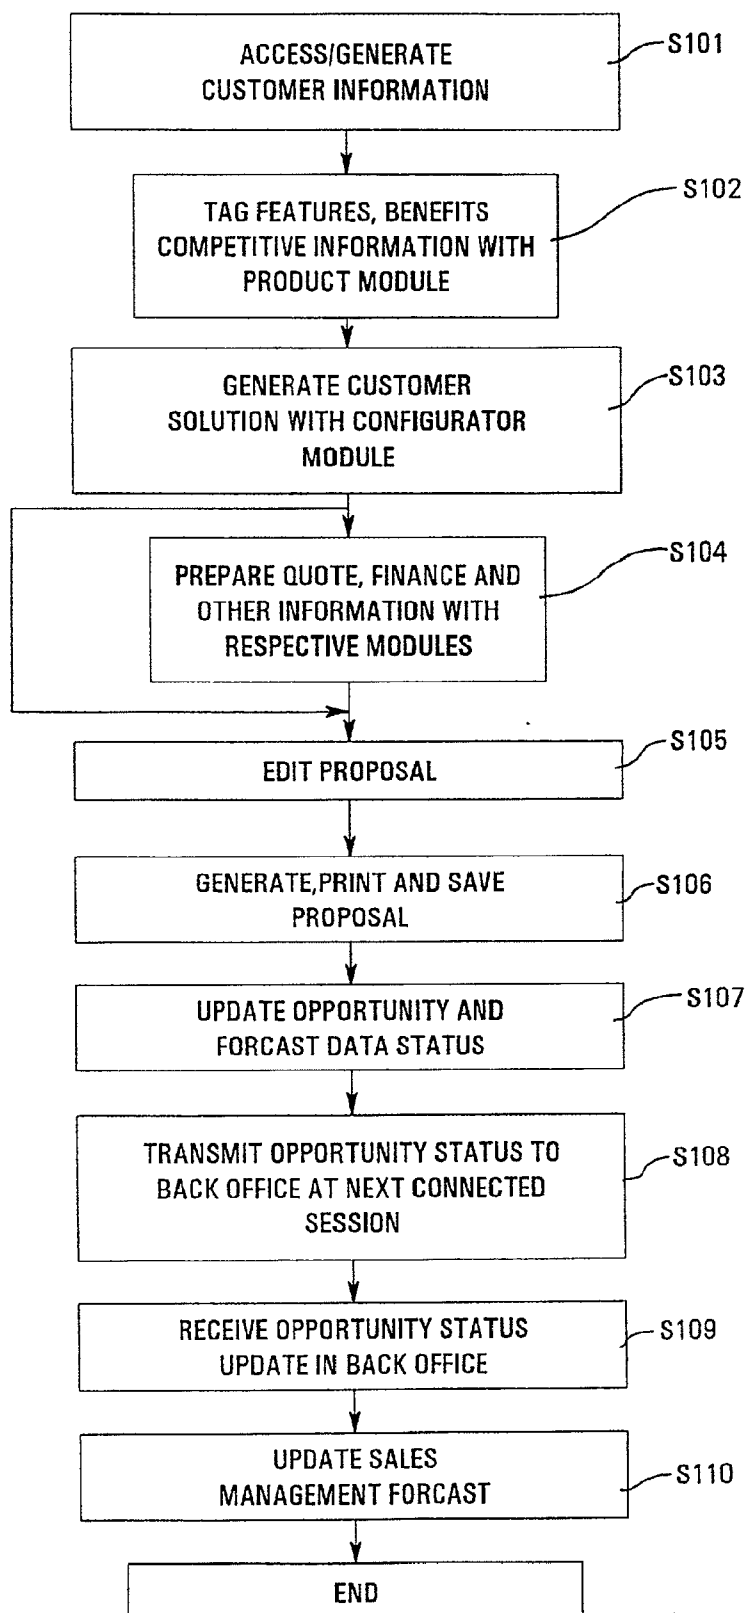 ACCESS/GENERATE
CUSTOMER INFORMATION
S101
TAG FEATURES, BENEFITS
COMPETITIVE INFORMATION WITH
PRODUCT MODULE
S102
GENERATE CUSTOMER
SOLUTION WITH CONFIGURATOR
MODULE
S103
PREPARE QUOTE, FINANCE AND
OTHER INFORMATION WITH
RESPECTIVE MODULES
S104
EDIT PROPOSAL
S105
GENERATE,PRINT AND SAVE
PROPOSAL
S106
UPDATE OPPORTUNITY AND
FORCAST DATA STATUS
S107
TRANSMIT OPPORTUNITY STATUS TO
BACK OFFICE AT NEXT CONNECTED
SESSION
S108
RECEIVE OPPORTUNITY STATUS
UPDATE IN BACK OFFICE
S109
UPDATE SALES
MANAGEMENT FORCAST
S110
END